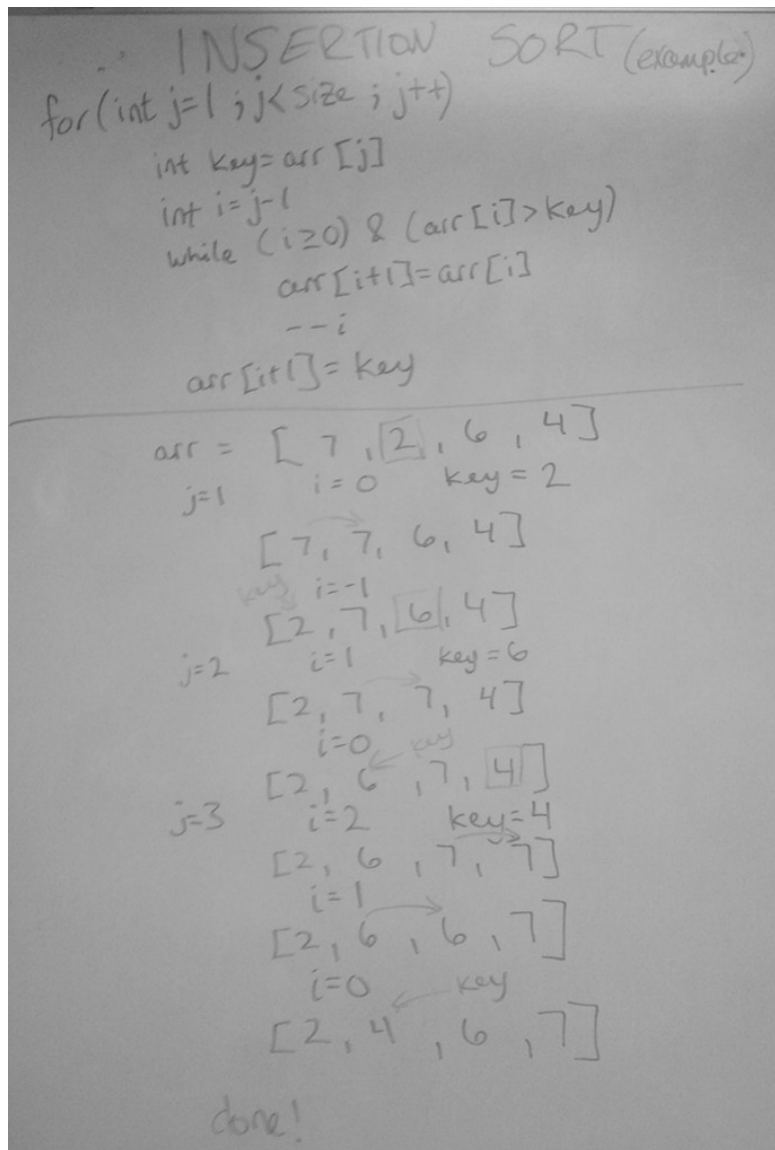 INSERTION SORT (example)
for(int j=1; j<size; j++)
int key=arr[j]
int i=j-1
while (i≥0) & (arr[i]>key)
arr[i+1]=arr[i]
--i
arr[i+1]=key
arr = [7, 2, 6, 4]
j=1 i=0 key=2
[7, 7, 6, 4]
key i=-1
[2, 7, 6, 4]
j=2 i=1 key=6
[2, 7, 7, 4]
i=0 key
[2, 6, 7, 4]
j=3 i=2 key=4
[2, 6, 7, 7]
i=1
[2, 6, 6, 7]
i=0 key
[2, 4, 6, 7]
done!